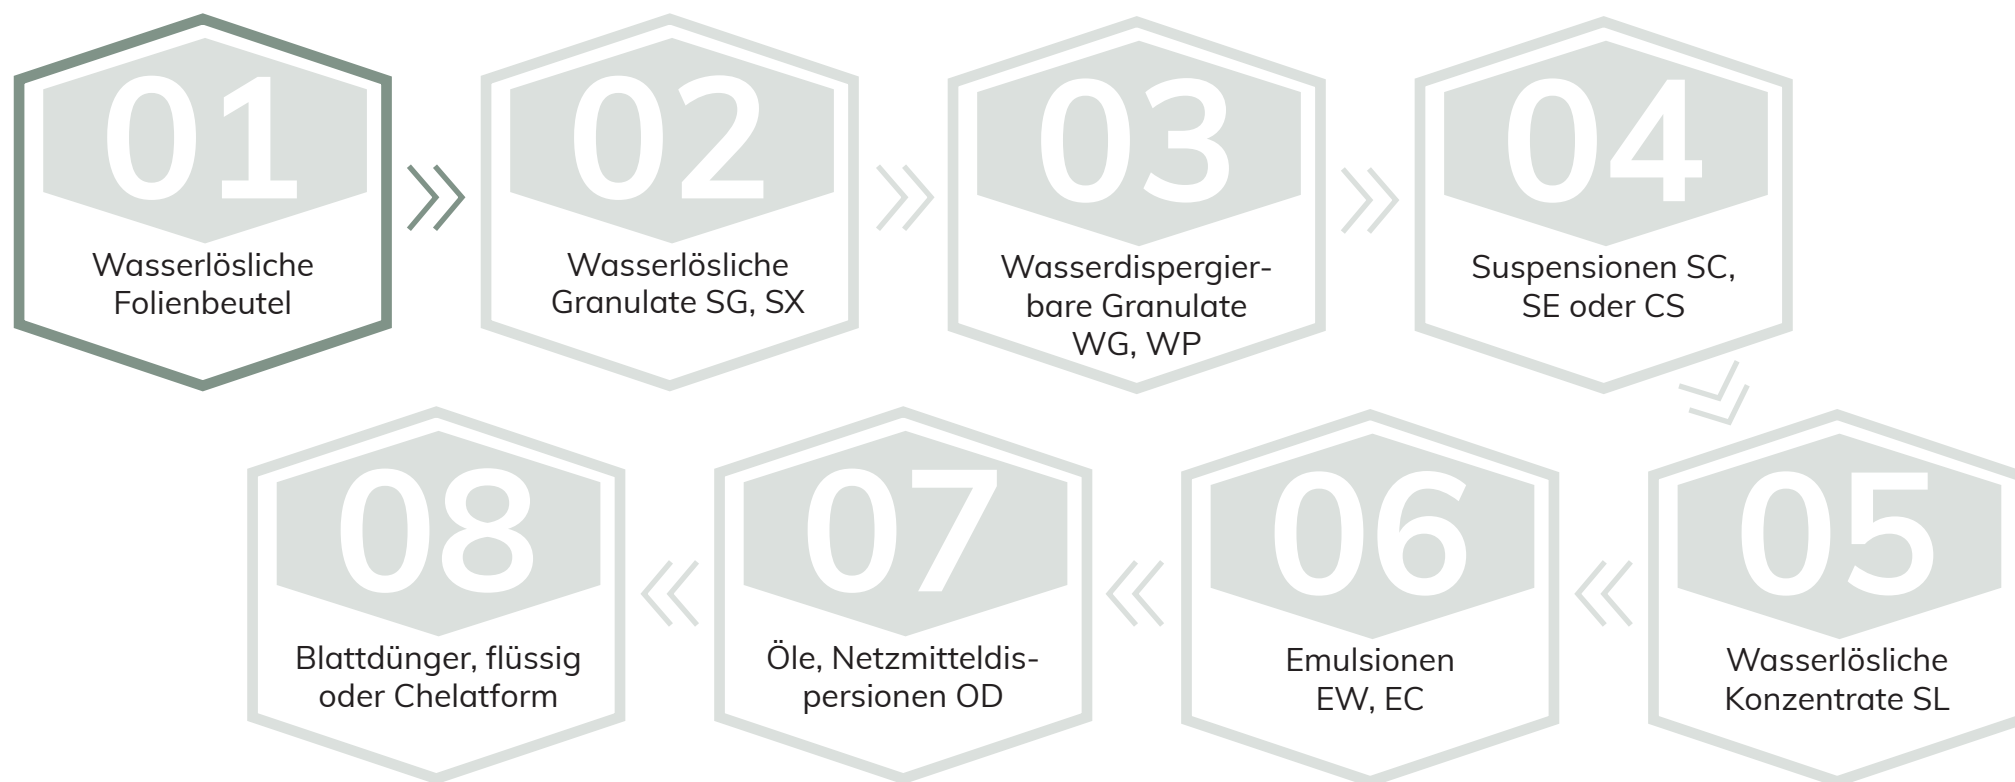 01
Wasserlösliche
Folienbeutel
02
Wasserlösliche
Granulate SG, SX
03
Wasserdispergier-
bare Granulate
WG, WP
04
Suspensionen SC,
SE oder CS
05
Wasserlösliche
Konzentrate SL
06
Emulsionen
EW, EC
07
Öle, Netzmitteldis-
persionen OD
08
Blattdünger, flüssig
oder Chelatform